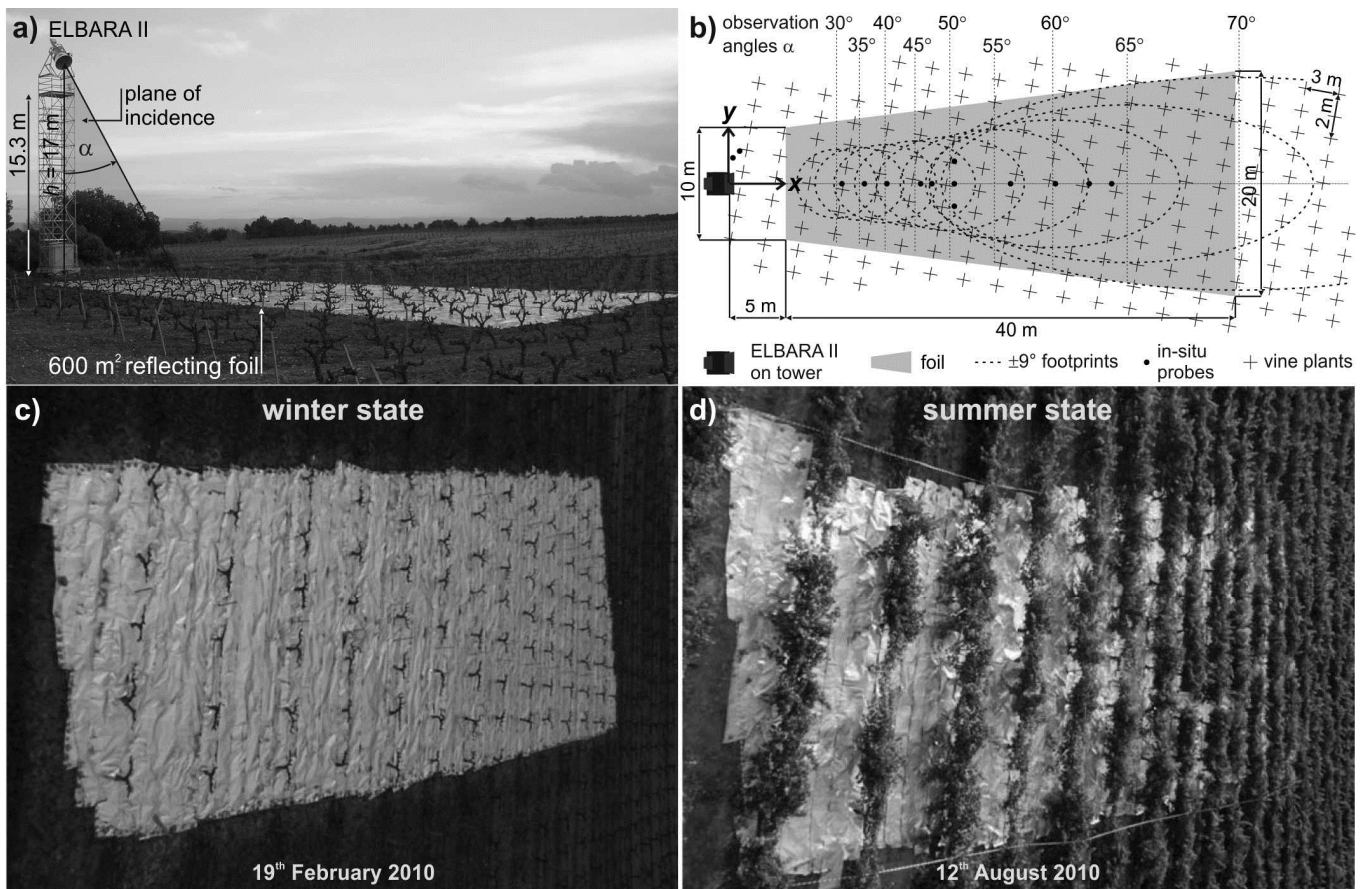 a) ELBARA II
plane of
incidence
15.3 m
h = 17 m
α
600 m² reflecting foil
b) observation
angles α
30° 40° 50° 60° 70°
35° 45° 55° 65°
3 m
2 m
y
x
10 m
20 m
5 m
40 m
ELBARA II
on tower
foil
±9° footprints
in-situ
probes
vine plants
c) winter state
19th February 2010
d) summer state
12th August 2010